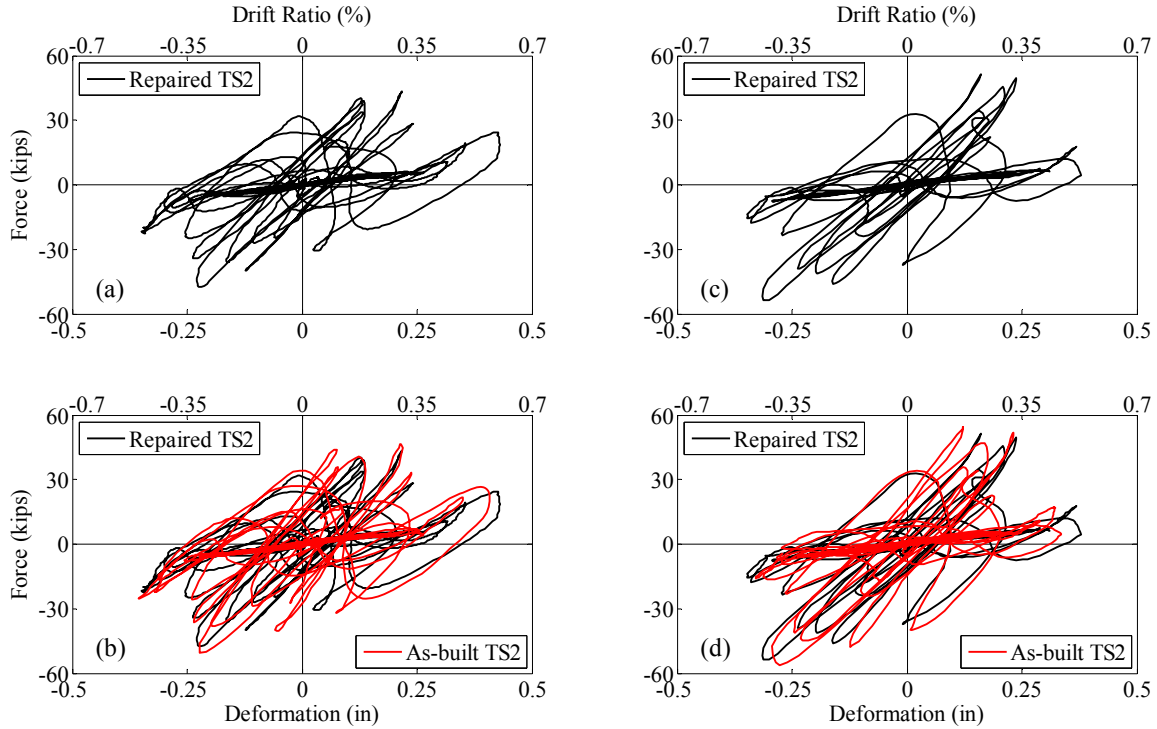 Drift Ratio (%)
-0.7 -0.35 0 0.35 0.7
60
Repaired TS2
30
0
-30
(a)
-60
-0.5 -0.25 0 0.25 0.5
Force (kips)
Drift Ratio (%)
-0.7 -0.35 0 0.35 0.7
60
Repaired TS2
30
0
-30
(c)
-60
-0.5 -0.25 0 0.25 0.5
-0.7 -0.35 0 0.35 0.7
60
Repaired TS2
30
0
-30
(b)
As-built TS2
-60
-0.5 -0.25 0 0.25 0.5
Force (kips)
Deformation (in)
-0.7 -0.35 0 0.35 0.7
60
Repaired TS2
30
0
-30
(d)
As-built TS2
-60
-0.5 -0.25 0 0.25 0.5
Deformation (in)